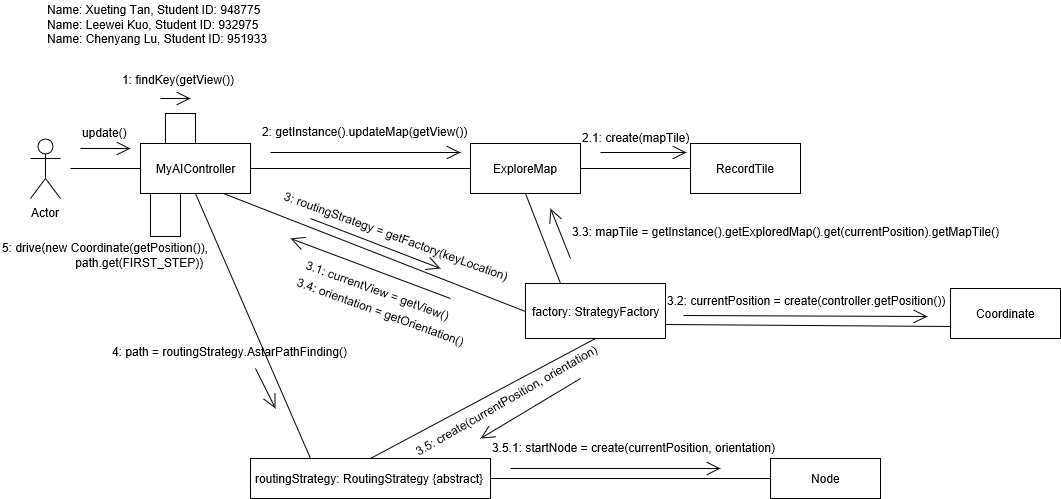 Name: Xueting Tan, Student ID: 948775
Name: Leewei Kuo, Student ID: 932975
Name: Chenyang Lu, Student ID: 951933
1: findKey(getView())
update()
2: getInstance().updateMap(getView())
2.1: create(mapTile)
MyAIController
ExploreMap
RecordTile
Actor
3: routingStrategy = getFactory(keyLocation)
3.3: mapTile = getInstance().getExploredMap().get(currentPosition).getMapTile()
5: drive(new Coordinate(getPosition()),
path.get(FIRST_STEP))
3.1: currentView = getView()
3.4: orientation = getOrientation()
3.2: currentPosition = create(controller.getPosition())
factory: StrategyFactory
Coordinate
4: path = routingStrategy.AstarPathFinding()
3.5: create(currentPosition, orientation)
3.5.1: startNode = create(currentPosition, orientation)
routingStrategy: RoutingStrategy {abstract}
Node